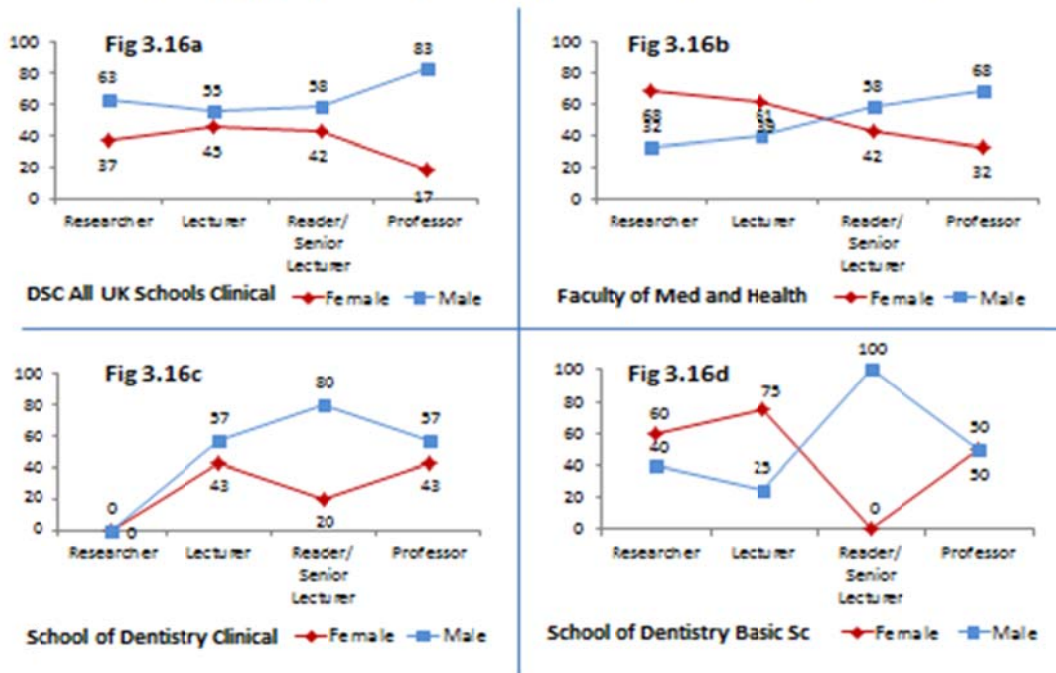 Fig 3.16a
100
80
60
40
20
0
63
55
58
83
37
45
42
17
Researcher
Lecturer
Reader/
Senior
Lecturer
Professor
DSC All UK Schools Clinical Female Male
Fig 3.16b
100
80
60
40
20
0
68
32
61
39
58
68
42
32
Researcher
Lecturer
Reader/
Senior
Lecturer
Professor
Faculty of Med and Health Female Male
Fig 3.16c
100
80
60
40
20
0
0
0
57
80
57
43
20
43
Researcher
Lecturer
Reader/
Senior
Lecturer
Professor
School of Dentistry Clinical Female Male
Fig 3.16d
100
80
60
40
20
0
60
40
75
25
100
0
50
50
Researcher
Lecturer
Reader/
Senior
Lecturer
Professor
School of Dentistry Basic Sc Female Male